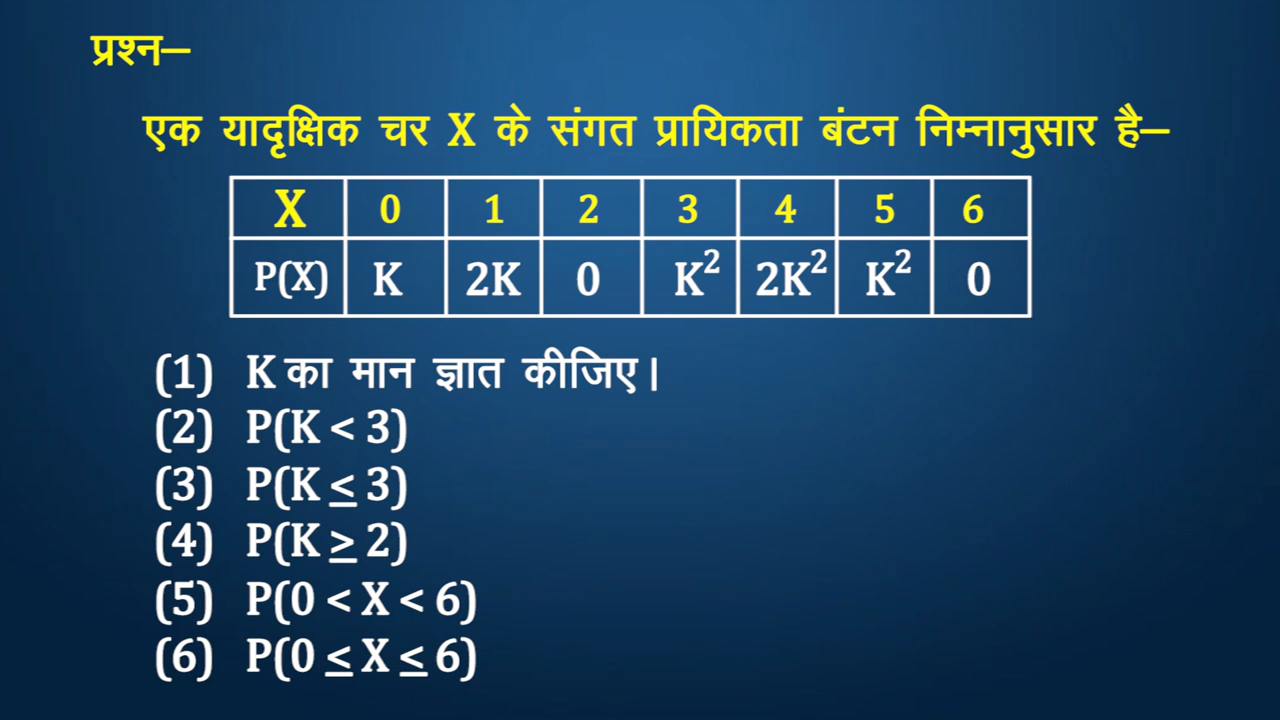 प्रश्न–
एक यादृक्षिक चर X के संगत प्रायिकता बंटन निम्नानुसार है–
X 0 1 2 3 4 5 6
P(X) K 2K 0 K² 2K² K² 0
(1) K का मान ज्ञात कीजिए।
(2) P(K < 3)
(3) P(K ≤ 3)
(4) P(K ≥ 2)
(5) P(0 < X < 6)
(6) P(0 ≤ X ≤ 6)